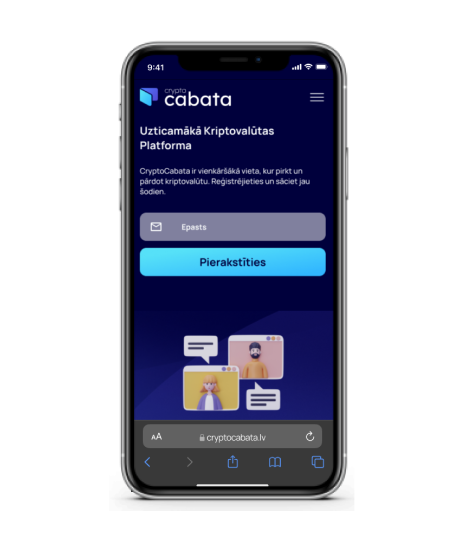 9:41
crypto
cabata
Uzticamākā Kriptovalūtas
Platforma
CryptoCabata ir vienkāršākā vieta, kur pirkt un
pārdot kriptovalūtu. Reģistrējieties un sāciet jau
šodien.
Epasts
Pierakstīties
AA
cryptocabata.lv